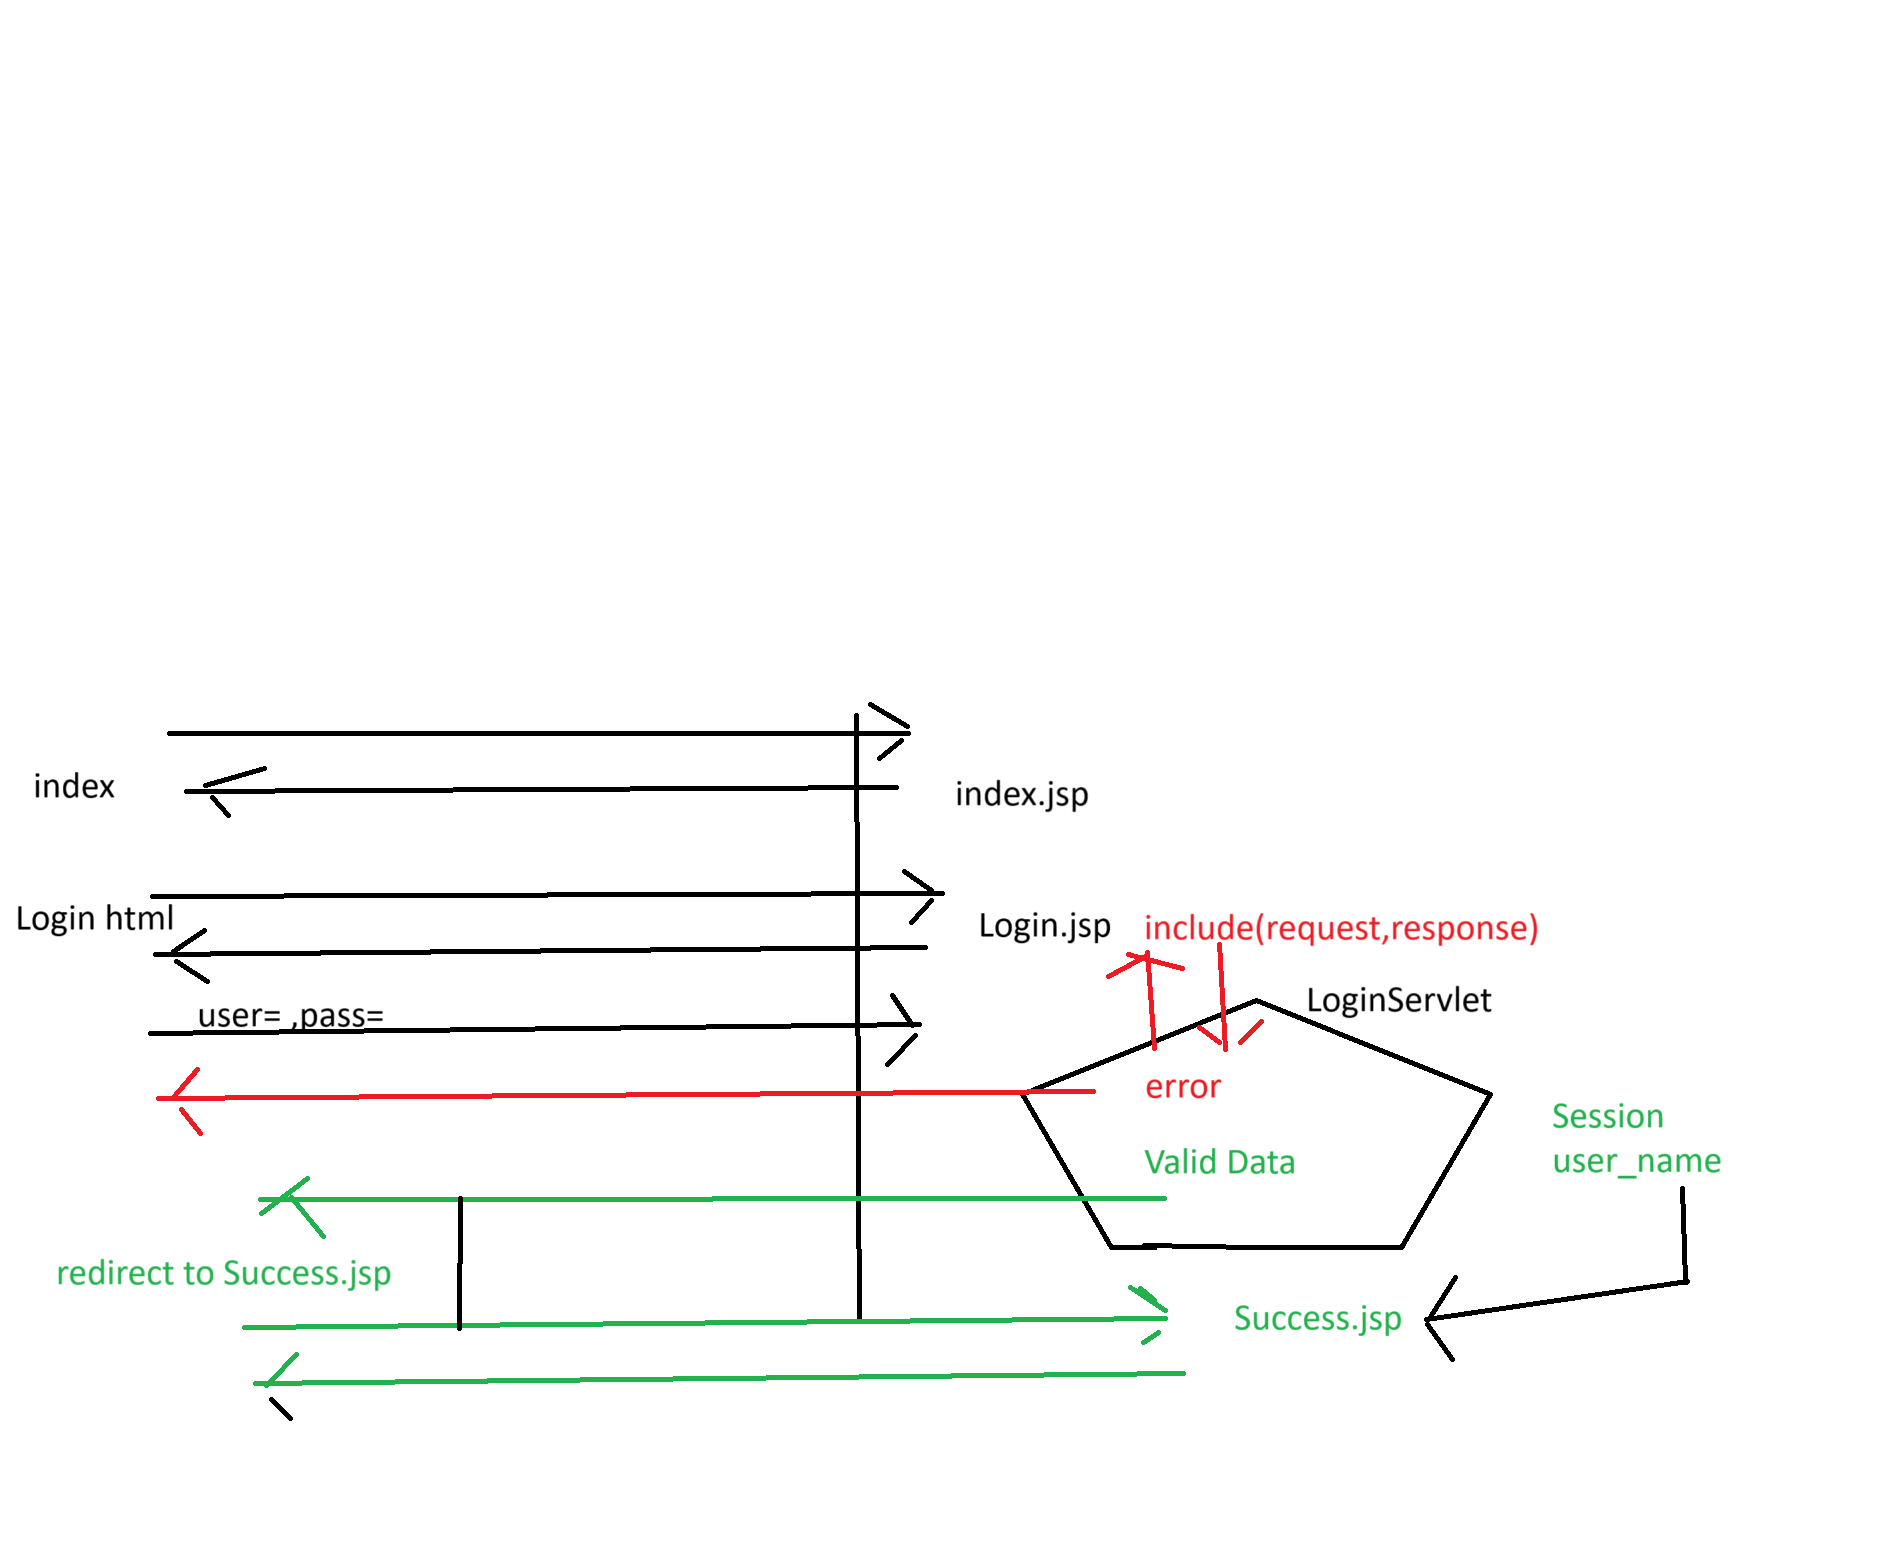 index
index.jsp
Login html
Login.jsp
include(request,response)
user= ,pass=
LoginServlet
error
Valid Data
Session
user_name
redirect to Success.jsp
Success.jsp